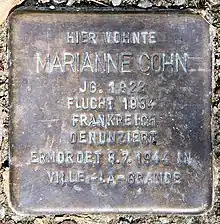 HIER WOHNTE
MARIANNE COHN
JG. 1922
FLUCHT 1934
FRANKREICH
DENUNZIERT
ERMORDET 8.7.1944 IN
VILLE-LA-GRANDE